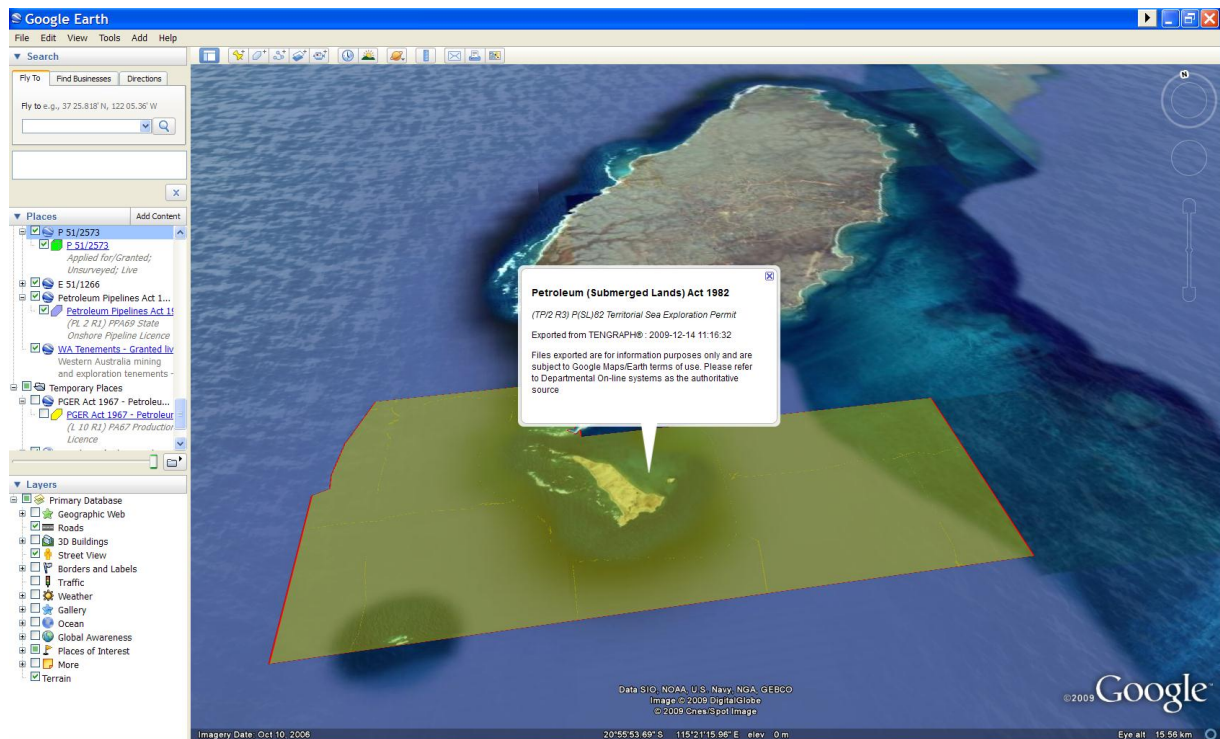 Google Earth
File Edit View Tools Add Help
Search
Fly To Find Businesses Directions
Fly to e.g., 37 25.818' N, 122 05.36' W
Places Add Content
P 51/2573
P 51/2573
Applied for/Granted;
Unsurveyed; Live
E 51/1266
Petroleum Pipelines Act 1...
Petroleum Pipelines Act 19
(PL 2 R1) PPA69 State
Onshore Pipeline Licence
WA Tenements - Granted liv
Western Australia mining
and exploration tenements -
Temporary Places
PGER Act 1967 - Petroleu...
PGER Act 1967 - Petroleur
(L 10 R1) PA67 Production
Licence
Layers
Primary Database
Geographic Web
Roads
3D Buildings
Street View
Borders and Labels
Traffic
Weather
Gallery
Ocean
Global Awareness
Places of Interest
More
Terrain
N
Petroleum (Submerged Lands) Act 1982
(TP/2 R3) P(SL)82 Territorial Sea Exploration Permit
Exported from TENGRAPH® : 2009-12-14 11:16:32
Files exported are for information purposes only and are
subject to Google Maps/Earth terms of use. Please refer
to Departmental On-line systems as the authoritative
source
Data SIO, NOAA, U.S. Navy, NGA, GEBCO
Image © 2009 DigitalGlobe
© 2009 Cnes/Spot Image
©2009 Google
Imagery Date: Oct 10, 2006 20°55'53.69" S 115°21'15.96" E elev 0 m Eye alt 15.56 km